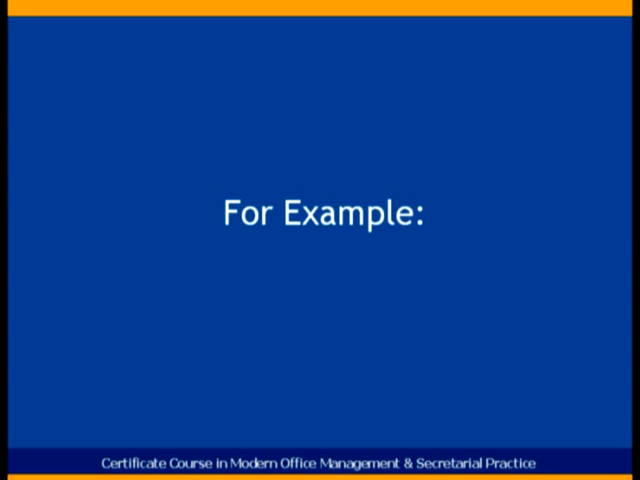 For Example:
Certificate Course in Modern Office Management & Secretarial Practice